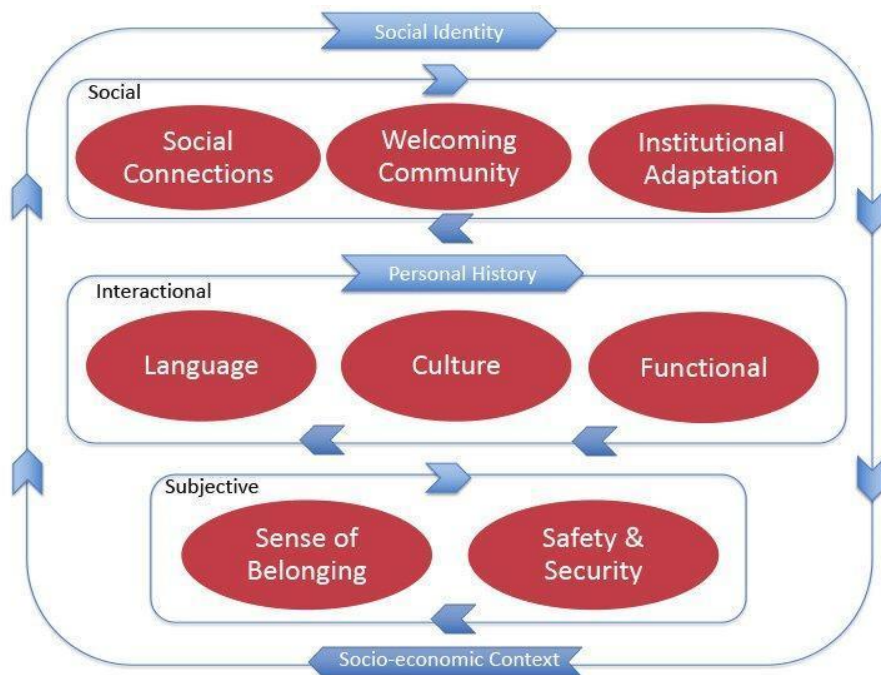 Social Identity
Social
Social
Connections
Welcoming
Community
Institutional
Adaptation
Personal History
Interactional
Language
Culture
Functional
Subjective
Sense of
Belonging
Safety &
Security
Socio-economic Context